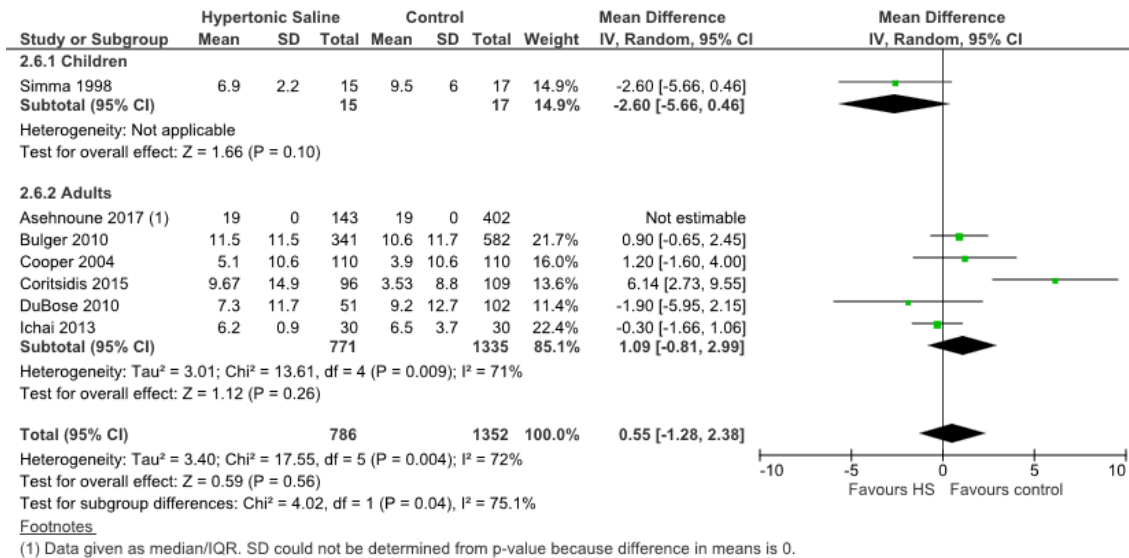 Hypertonic Saline Control Mean Difference Mean Difference
Study or Subgroup Mean SD Total Mean SD Total Weight IV, Random, 95% CI IV, Random, 95% CI
2.6.1 Children
Simma 1998 6.9 2.2 15 9.5 6 17 14.9% -2.60 [-5.66, 0.46]
Subtotal (95% CI) 15 17 14.9% -2.60 [-5.66, 0.46]
Heterogeneity: Not applicable
Test for overall effect: Z = 1.66 (P = 0.10)
2.6.2 Adults
Asehnoune 2017 (1) 19 0 143 19 0 402 Not estimable
Bulger 2010 11.5 11.5 341 10.6 11.7 582 21.7% 0.90 [-0.65, 2.45]
Cooper 2004 5.1 10.6 110 3.9 10.6 110 16.0% 1.20 [-1.60, 4.00]
Coritsidis 2015 9.67 14.9 96 3.53 8.8 109 13.6% 6.14 [2.73, 9.55]
DuBose 2010 7.3 11.7 51 9.2 12.7 102 11.4% -1.90 [-5.95, 2.15]
Ichai 2013 6.2 0.9 30 6.5 3.7 30 22.4% -0.30 [-1.66, 1.06]
Subtotal (95% CI) 771 1335 85.1% 1.09 [-0.81, 2.99]
Heterogeneity: Tau² = 3.01; Chi² = 13.61, df = 4 (P = 0.009); I² = 71%
Test for overall effect: Z = 1.12 (P = 0.26)
Total (95% CI) 786 1352 100.0% 0.55 [-1.28, 2.38]
Heterogeneity: Tau² = 3.40; Chi² = 17.55, df = 5 (P = 0.004); I² = 72%
Test for overall effect: Z = 0.59 (P = 0.56)
Test for subgroup differences: Chi² = 4.02, df = 1 (P = 0.04), I² = 75.1%
-10 -5 0 5 10
Favours HS Favours control
Footnotes
(1) Data given as median/IQR. SD could not be determined from p-value because difference in means is 0.